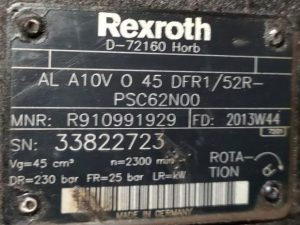 Rexroth
D-72160 Horb
AL A10V O 45 DFR1/52R-
PSC62N00
MNR: R910991929 FD: 2013W44
7202
SN: 33822723
Vg=45 cm³ n=2300 min⁻¹ ROTA-
TION
DR=230 bar FR=25 bar LR=kW
MADE IN GERMANY